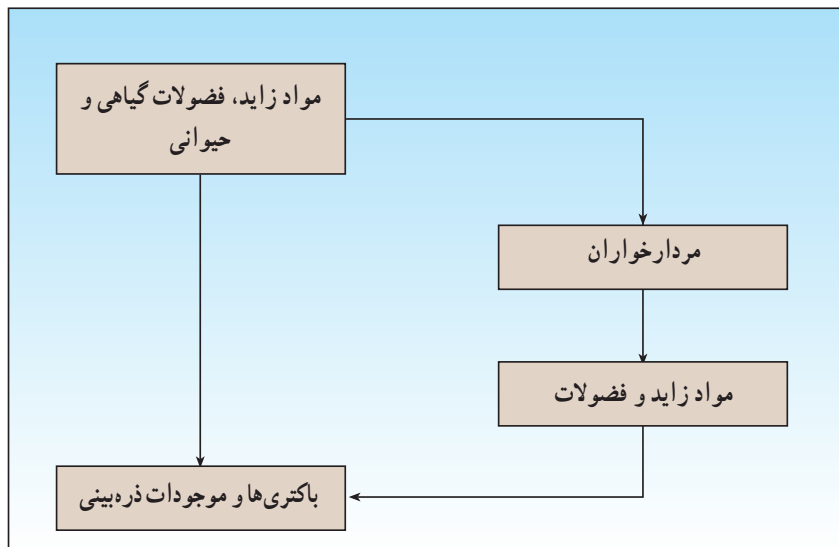 مواد زاید، فضولات گیاهی و
حیوانی
مردارخواران
مواد زاید و فضولات
باکتری‌ها و موجودات ذره‌بینی